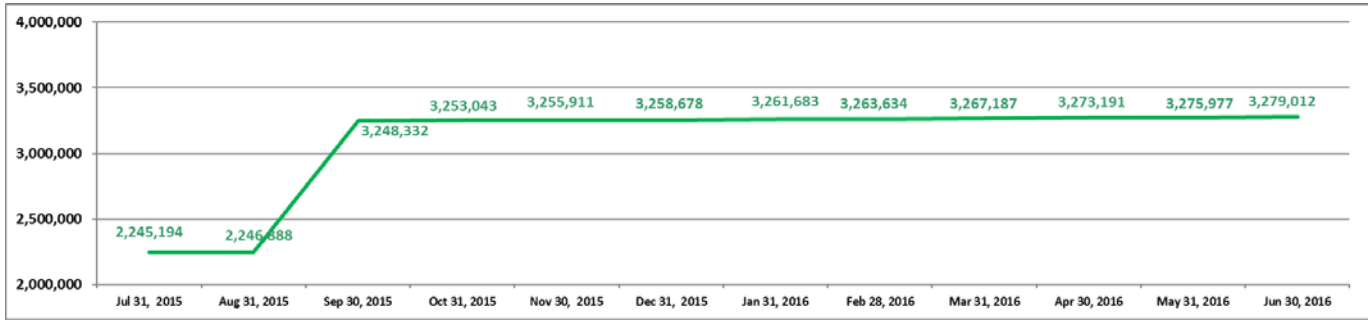 4,000,000
3,500,000
3,000,000
2,500,000
2,000,000
2,245,194
2,246,888
3,248,332
3,253,043
3,255,911
3,258,678
3,261,683
3,263,634
3,267,187
3,273,191
3,275,977
3,279,012
Jul 31, 2015
Aug 31, 2015
Sep 30, 2015
Oct 31, 2015
Nov 30, 2015
Dec 31, 2015
Jan 31, 2016
Feb 28, 2016
Mar 31, 2016
Apr 30, 2016
May 31, 2016
Jun 30, 2016